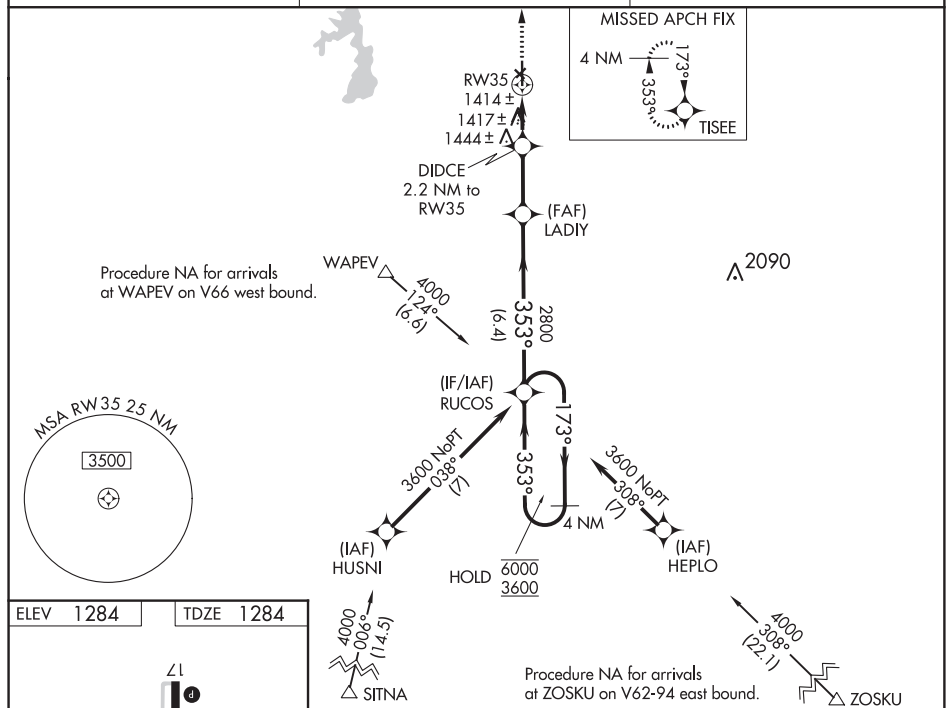 MISSED APCH FIX
4 NM
173°
353°
TISEE
RW35
1414 ±
1417 ±
1444 ±
DIDCE
2.2 NM to
RW35
(FAF)
LADIY
Procedure NA for arrivals
at WAPEV on V66 west bound.
WAPEV
4000
124°
(6.6)
2090
2800
353°
(6.4)
(IF/IAF)
RUCOS
MSA RW35 25 NM
3500
3600 NoPT
038°
(7)
173°
353°
4 NM
3600 NoPT
308°
(7)
(IAF)
HUSNI
HOLD
6000
3600
(IAF)
HEPLO
ELEV 1284
TDZE 1284
4000
006°
(14.5)
SITNA
4000
308°
(22.1)
ZOSKU
Procedure NA for arrivals
at ZOSKU on V62-94 east bound.
17
P